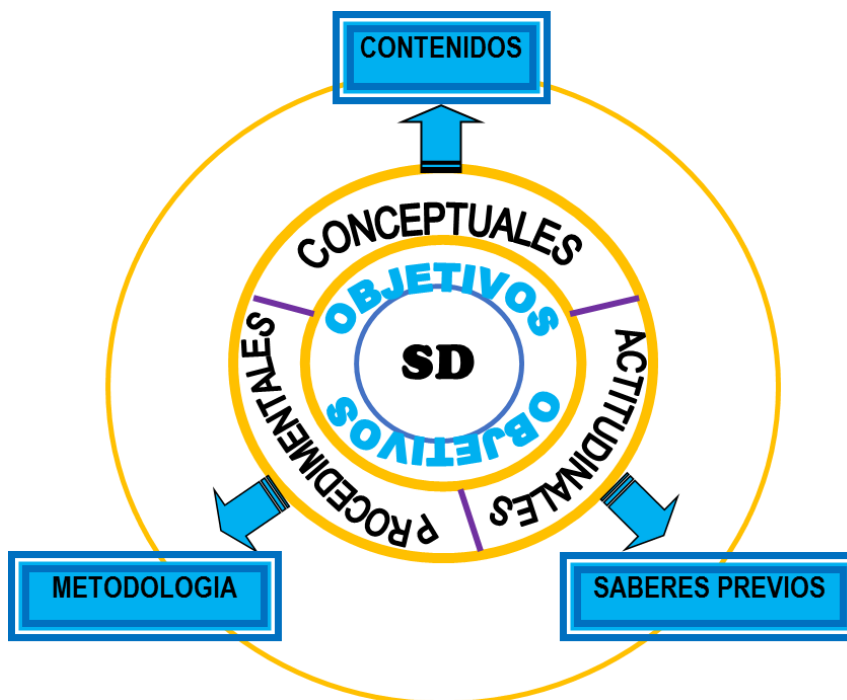 CONTENIDOS
CONCEPTUALES
OBJETIVOS
SD
OBJETIVOS
PROCEDIMENTALES
ACTITUDINALES
METODOLOGIA
SABERES PREVIOS